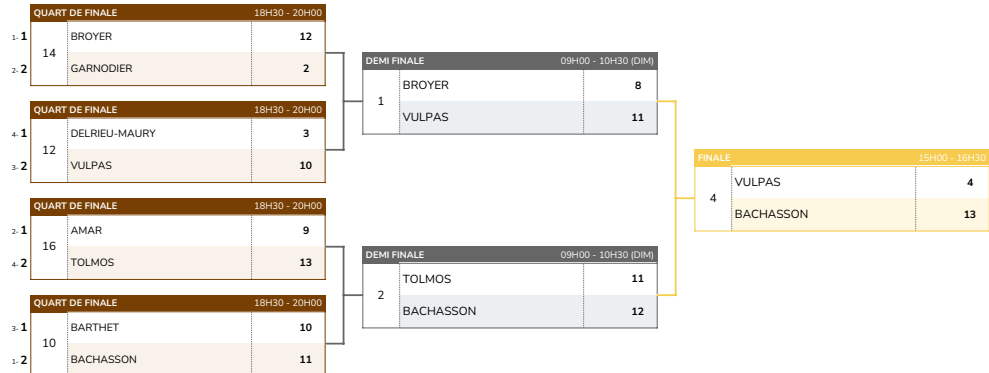 QUART DE FINALE 18H30 - 20H00
1- 1 BROYER 12
14
2- 2 GARNODIER 2
QUART DE FINALE 18H30 - 20H00
4- 1 DELRIEU-MAURY 3
12
3- 2 VULPAS 10
QUART DE FINALE 18H30 - 20H00
2- 1 AMAR 9
16
4- 2 TOLMOS 13
QUART DE FINALE 18H30 - 20H00
3- 1 BARTHET 10
10
1- 2 BACHASSON 11
DEMI FINALE 09H00 - 10H30 (DIM)
BROYER 8
1
VULPAS 11
DEMI FINALE 09H00 - 10H30 (DIM)
TOLMOS 11
2
BACHASSON 12
FINALE 15H00 - 16H30
VULPAS 4
4
BACHASSON 13